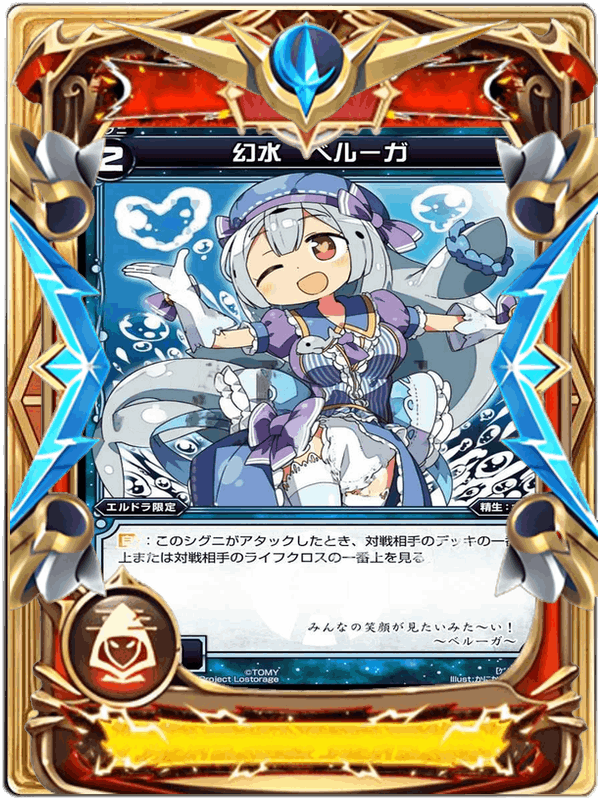 2
幻水 ベルーガ
エルドラ限定
精生：
：このシグニがアタックしたとき、対戦相手のデッキの一番
上または対戦相手のライフクロスの一番上を見る
みんなの笑顔が見たいみた〜い！
〜ベルーガ〜
©TOMY
Project Lostorage
Illust.かにか